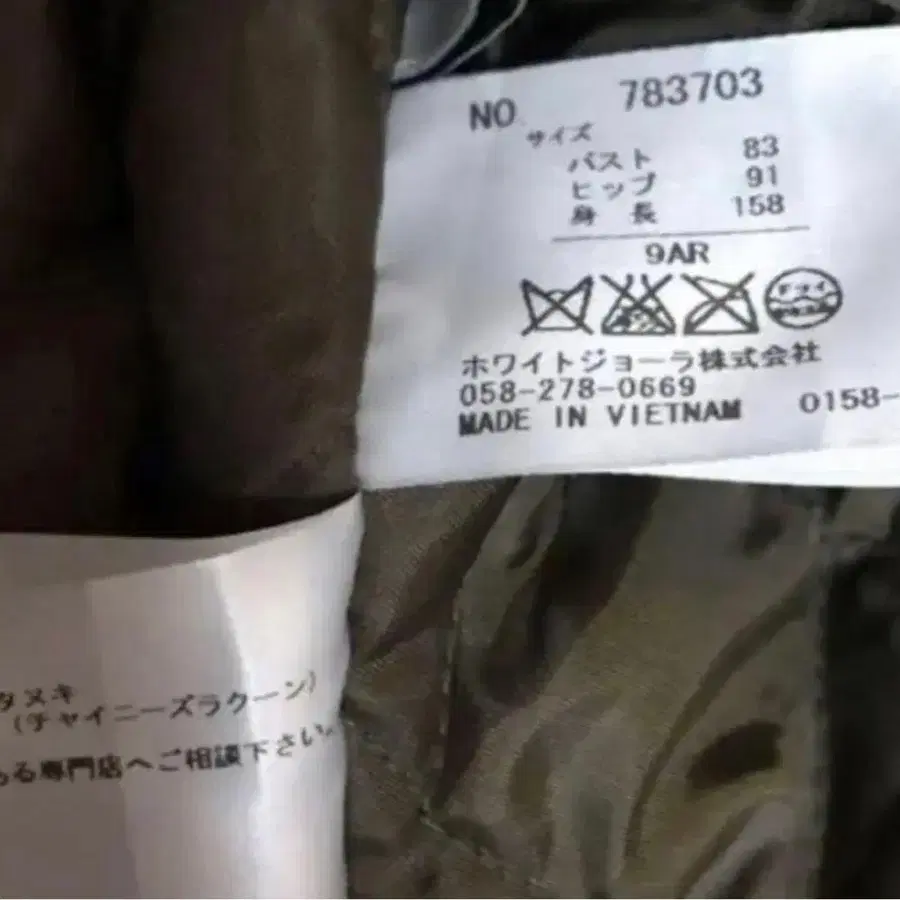 NO. 783703
サイズ
バスト 83
ヒップ 91
身長 158
9AR
ドライ
ホワイトジョーラ株式会社
058-278-0669
MADE IN VIETNAM 0158-
タヌキ
(チャイニーズラクーン)
ある専門店へご相談下さい。